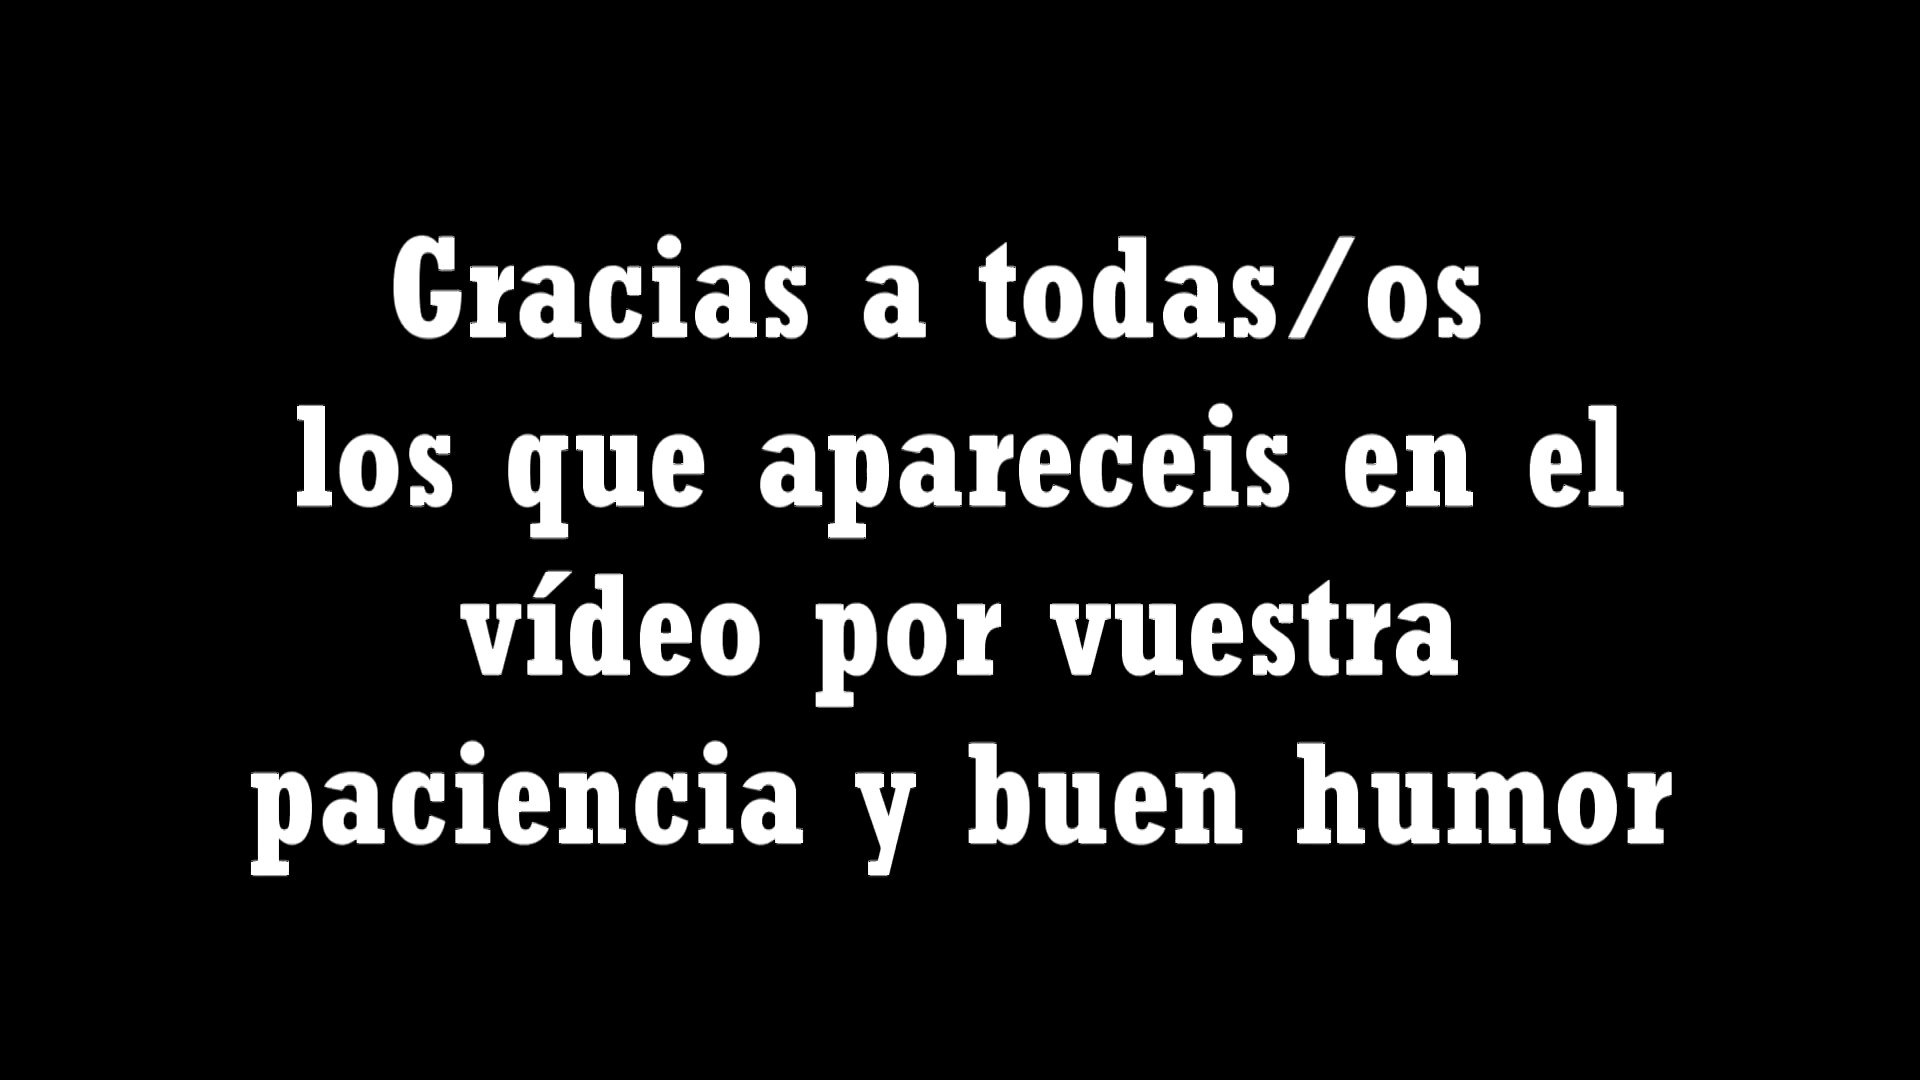 Gracias a todas/os
los que apareceis en el
vídeo por vuestra
paciencia y buen humor